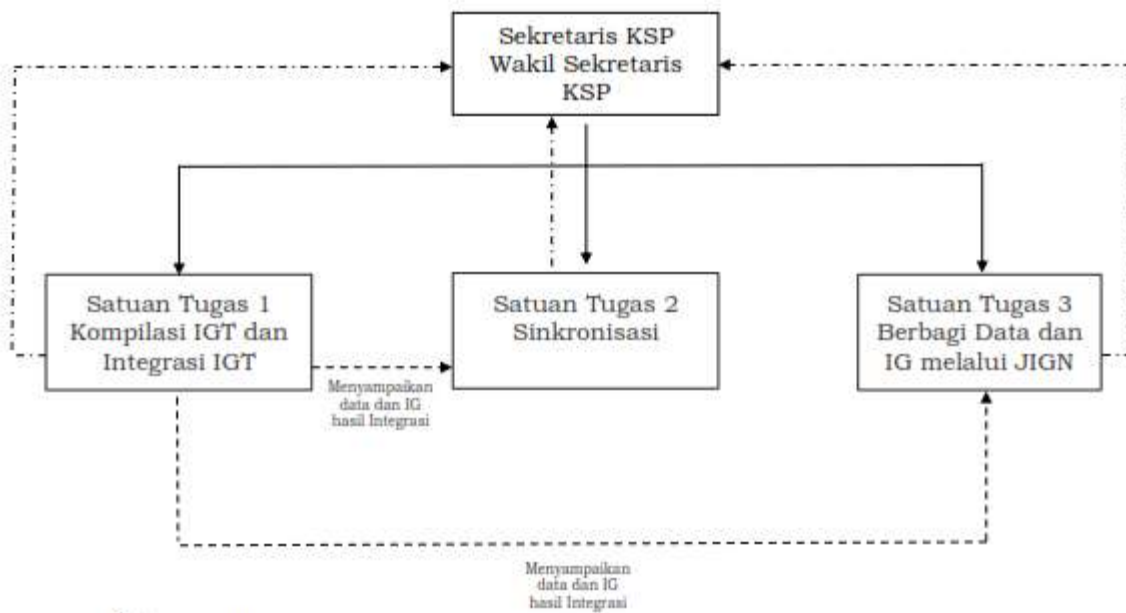 Sekretaris KSP
Wakil Sekretaris
KSP
Satuan Tugas 1
Kompilasi IGT dan
Integrasi IGT
Satuan Tugas 2
Sinkronisasi
Satuan Tugas 3
Berbagi Data dan
IG melalui JIGN
Menyampaikan
data dan IG
hasil Integrasi
Menyampaikan
data dan IG
hasil Integrasi